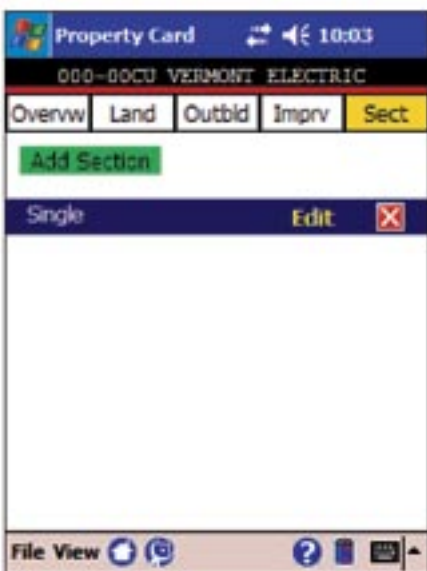 Property Card 10:03
000-00CU VERMONT ELECTRIC
Overvw Land Outbld Imprv Sect
Add Section
Single Edit
File View